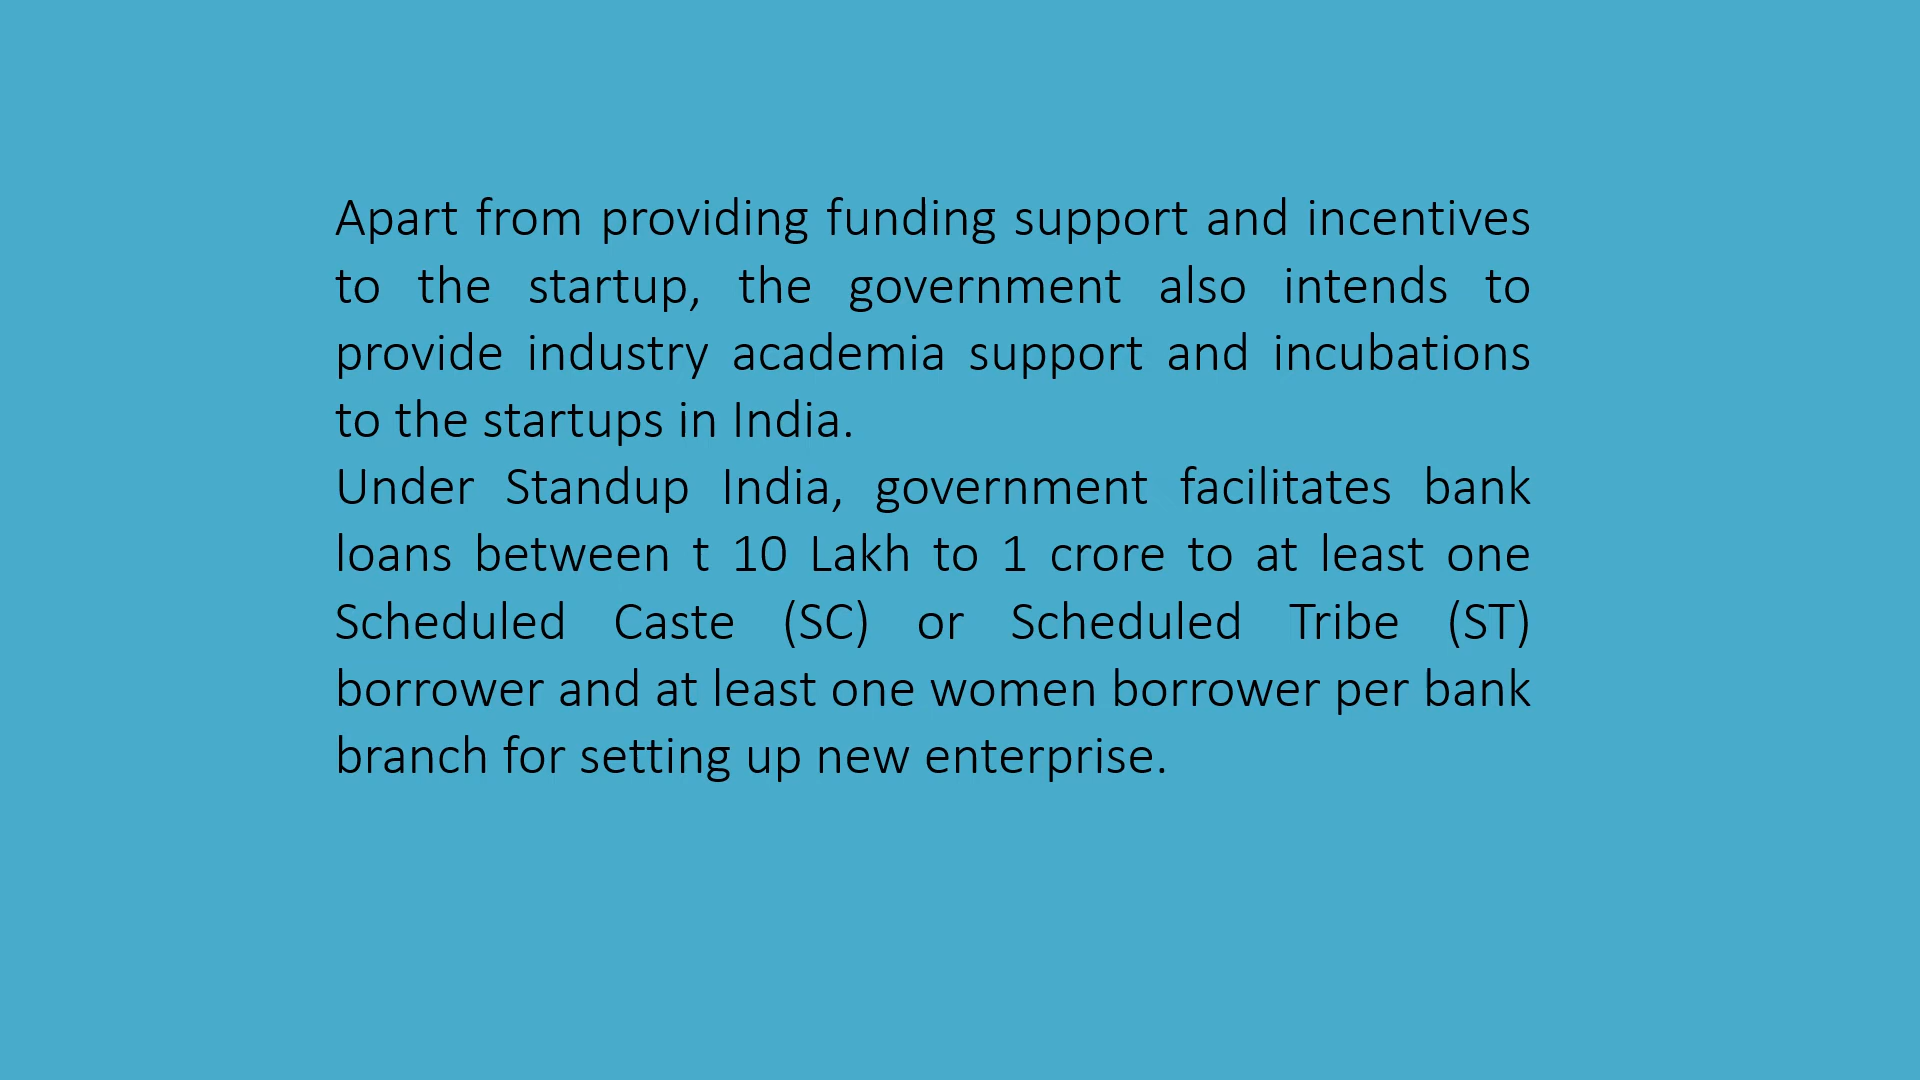 Apart from providing funding support and incentives
to the startup, the government also intends to
provide industry academia support and incubations
to the startups in India.
Under Standup India, government facilitates bank
loans between t 10 Lakh to 1 crore to at least one
Scheduled Caste (SC) or Scheduled Tribe (ST)
borrower and at least one women borrower per bank
branch for setting up new enterprise.